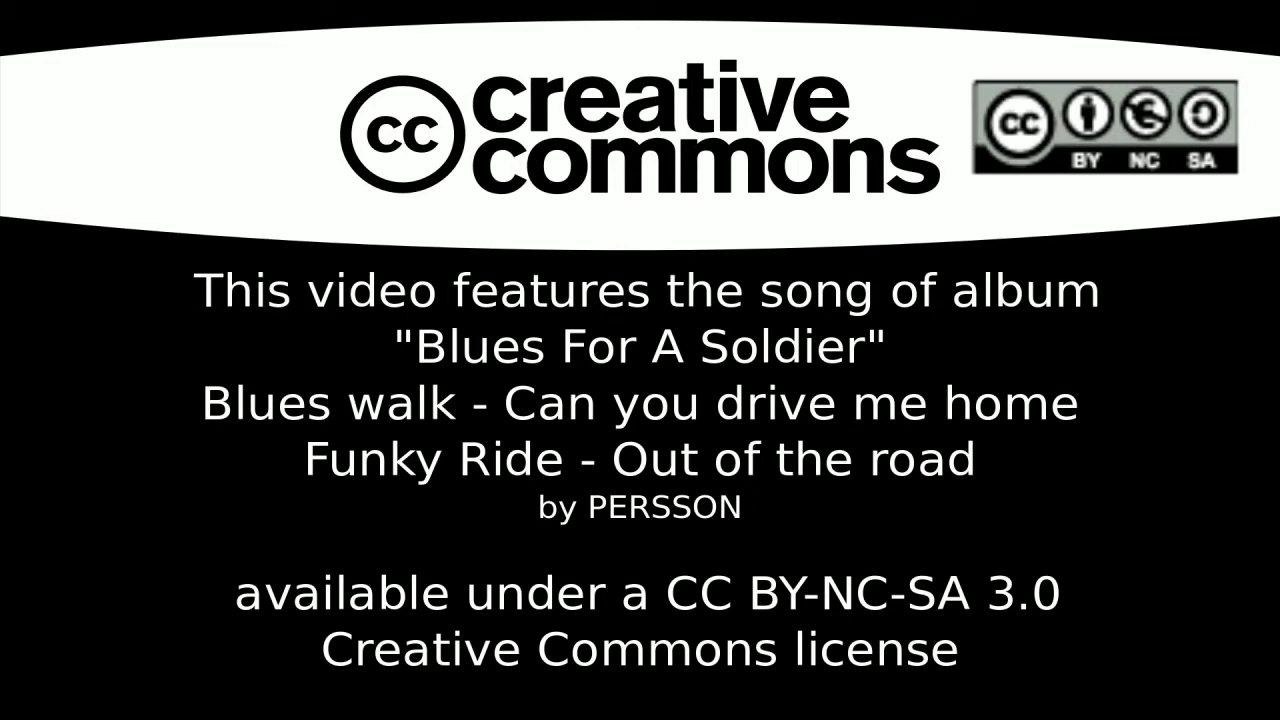 cc creative
commons
cc BY NC SA
This video features the song of album
"Blues For A Soldier"
Blues walk - Can you drive me home
Funky Ride - Out of the road
by PERSSON
available under a CC BY-NC-SA 3.0
Creative Commons license